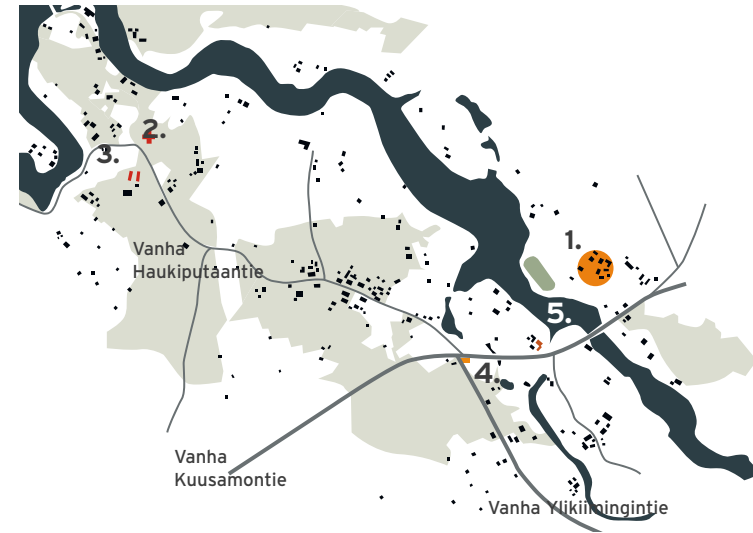 2.
3.
1.
Vanha
Haukiputaantie
5.
4.
Vanha
Kuusamontie
Vanha Ylikiimingintie